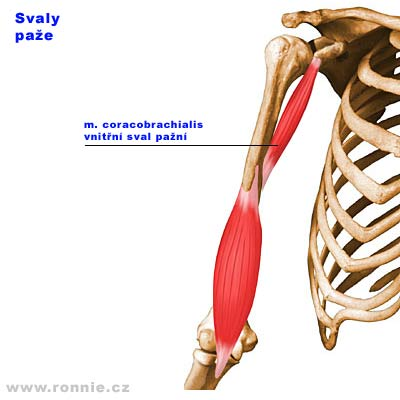 Svaly
paže
m. coracobrachialis
vnitřní sval pažní
www.ronnie.cz